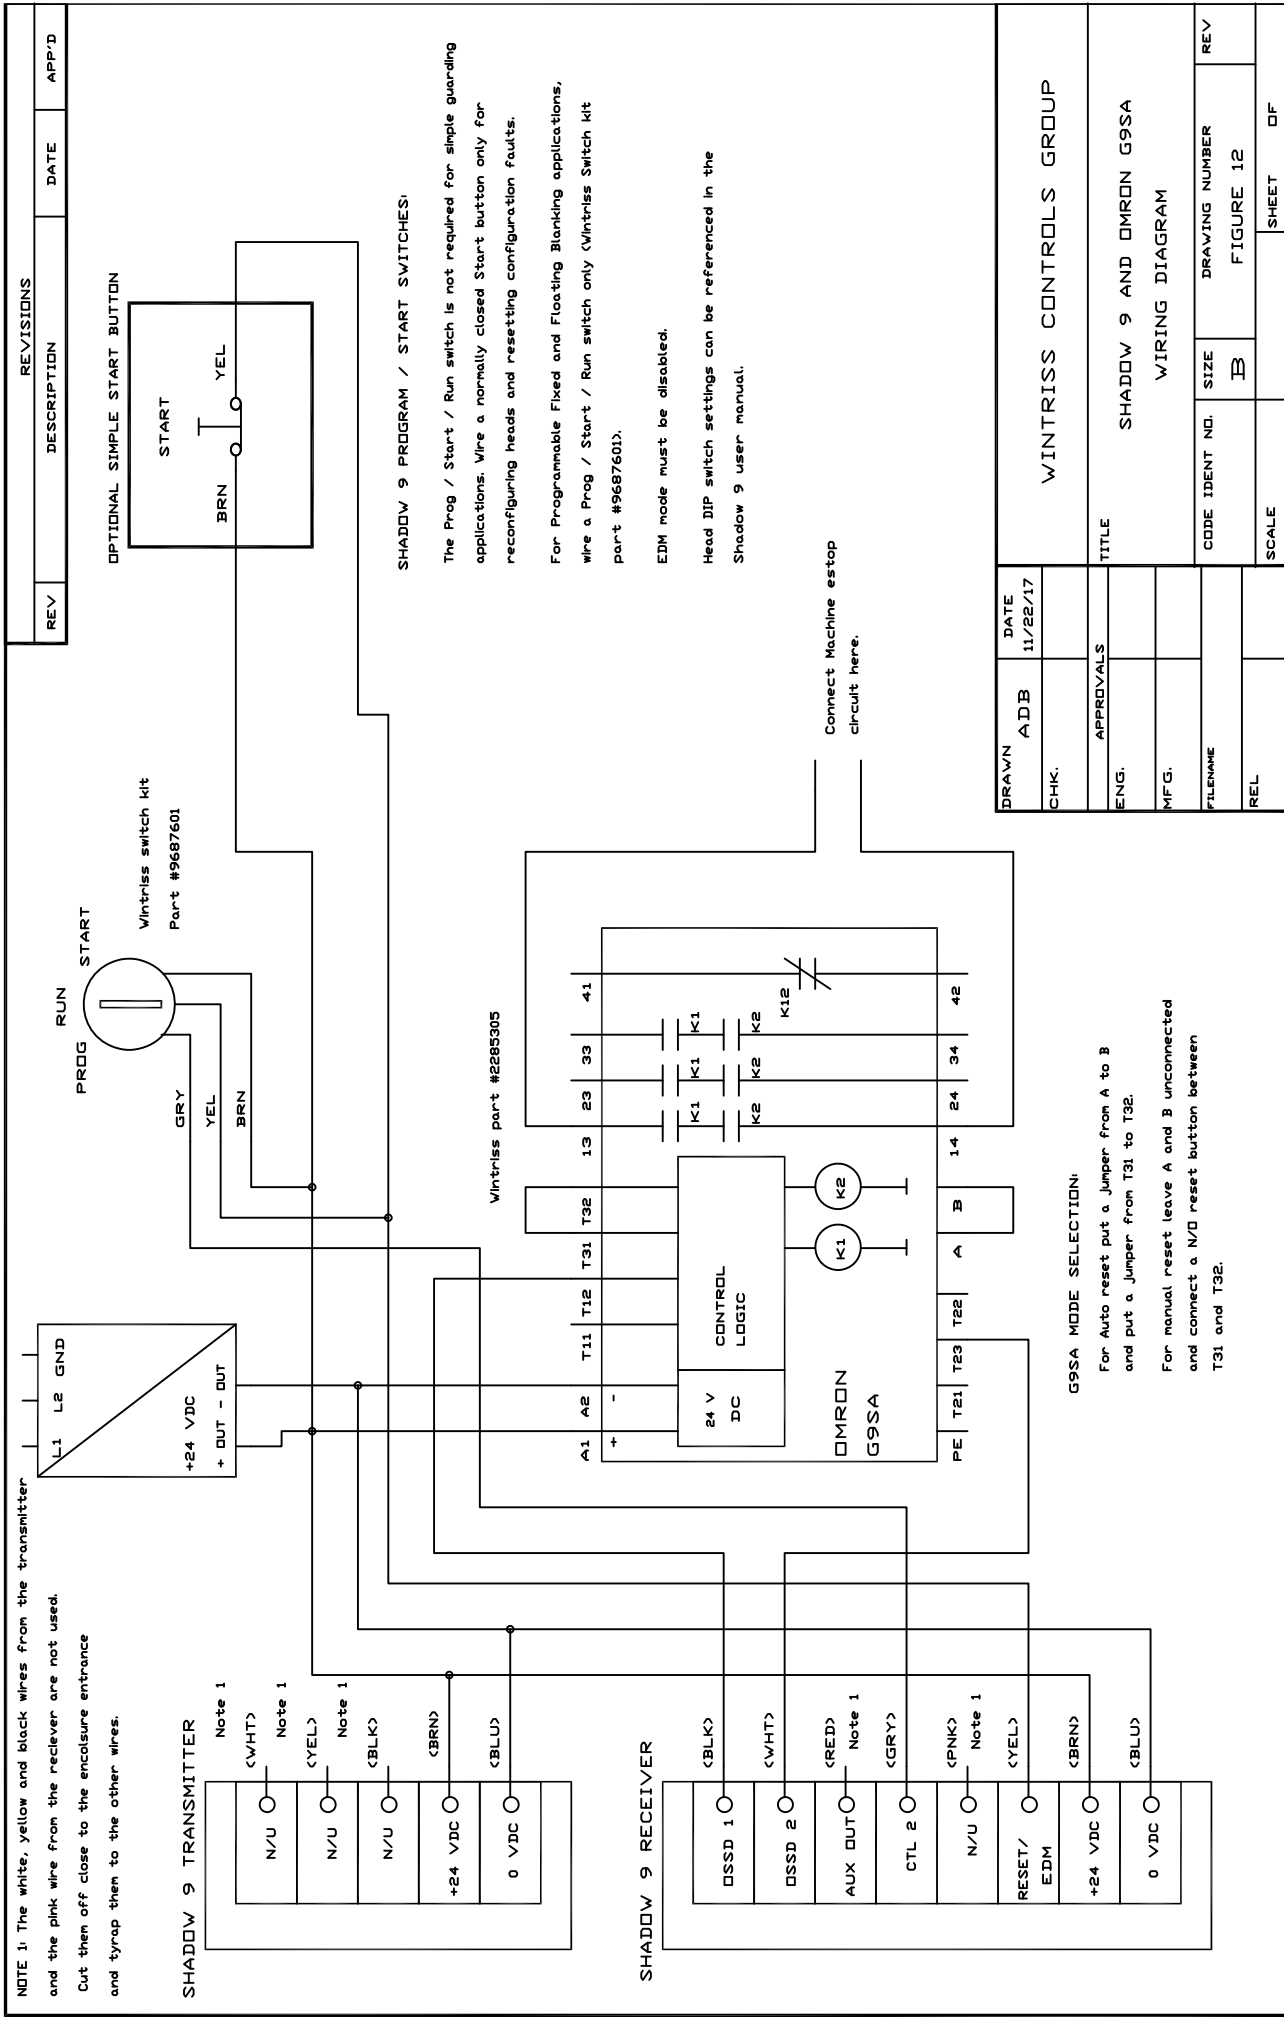 NOTE 1: The white, yellow and black wires from the transmitter
and the pink wire from the reciever are not used.
Cut them off close to the encolsure entrance
and tyrap them to the other wires.
REVISIONS
REV
DESCRIPTION
DATE
APP'D
L1
L2
GND
+24 VDC
+ OUT - OUT
PROG
RUN
START
Wintriss switch kit
Part #9687601
GRY
YEL
BRN
OPTIONAL SIMPLE START BUTTON
START
BRN
YEL
SHADOW 9 TRANSMITTER
N/U
<WHT>
Note 1
N/U
<YEL>
Note 1
N/U
<BLK>
Note 1
+24 VDC
<BRN>
0 VDC
<BLU>
SHADOW 9 RECEIVER
OSSD 1
<BLK>
OSSD 2
<WHT>
AUX OUT
<RED>
CTL 2
<GRY>
Note 1
N/U
<PNK>
RESET/
EDM
<YEL>
Note 1
+24 VDC
<BRN>
0 VDC
<BLU>
Wintriss part #2285305
A1
A2
T11
T12
T31
T32
13
23
33
41
+
-
24 V
DC
CONTROL
LOGIC
K1
K1
K1
K2
K2
K2
K12
K1
K2
OMRON
G9SA
PE
T21
T23
T22
A
B
14
24
34
42
Connect Machine estop
circuit here.
SHADOW 9 PROGRAM / START SWITCHES:
The Prog / Start / Run switch is not required for simple guarding
applications. Wire a normally closed Start button only for
reconfiguring heads and resetting configuration faults.
For Programmable Fixed and Floating Blanking applications,
wire a Prog / Start / Run switch only (Wintriss Switch kit
part #9687601).
EDM mode must be disabled.
Head DIP switch settings can be referenced in the
Shadow 9 user manual.
G9SA MODE SELECTION:
For Auto reset put a jumper from A to B
and put a jumper from T31 to T32.
For manual reset leave A and B unconnected
and connect a N/O reset button between
T31 and T32.
DRAWN
ADB
DATE
11/22/17
CHK.
APPROVALS
ENG.
MFG.
FILENAME
REL
WINTRISS CONTROLS GROUP
TITLE
SHADOW 9 AND OMRON G9SA
WIRING DIAGRAM
CODE IDENT NO.
SIZE
B
DRAWING NUMBER
FIGURE 12
REV
SCALE
SHEET
OF